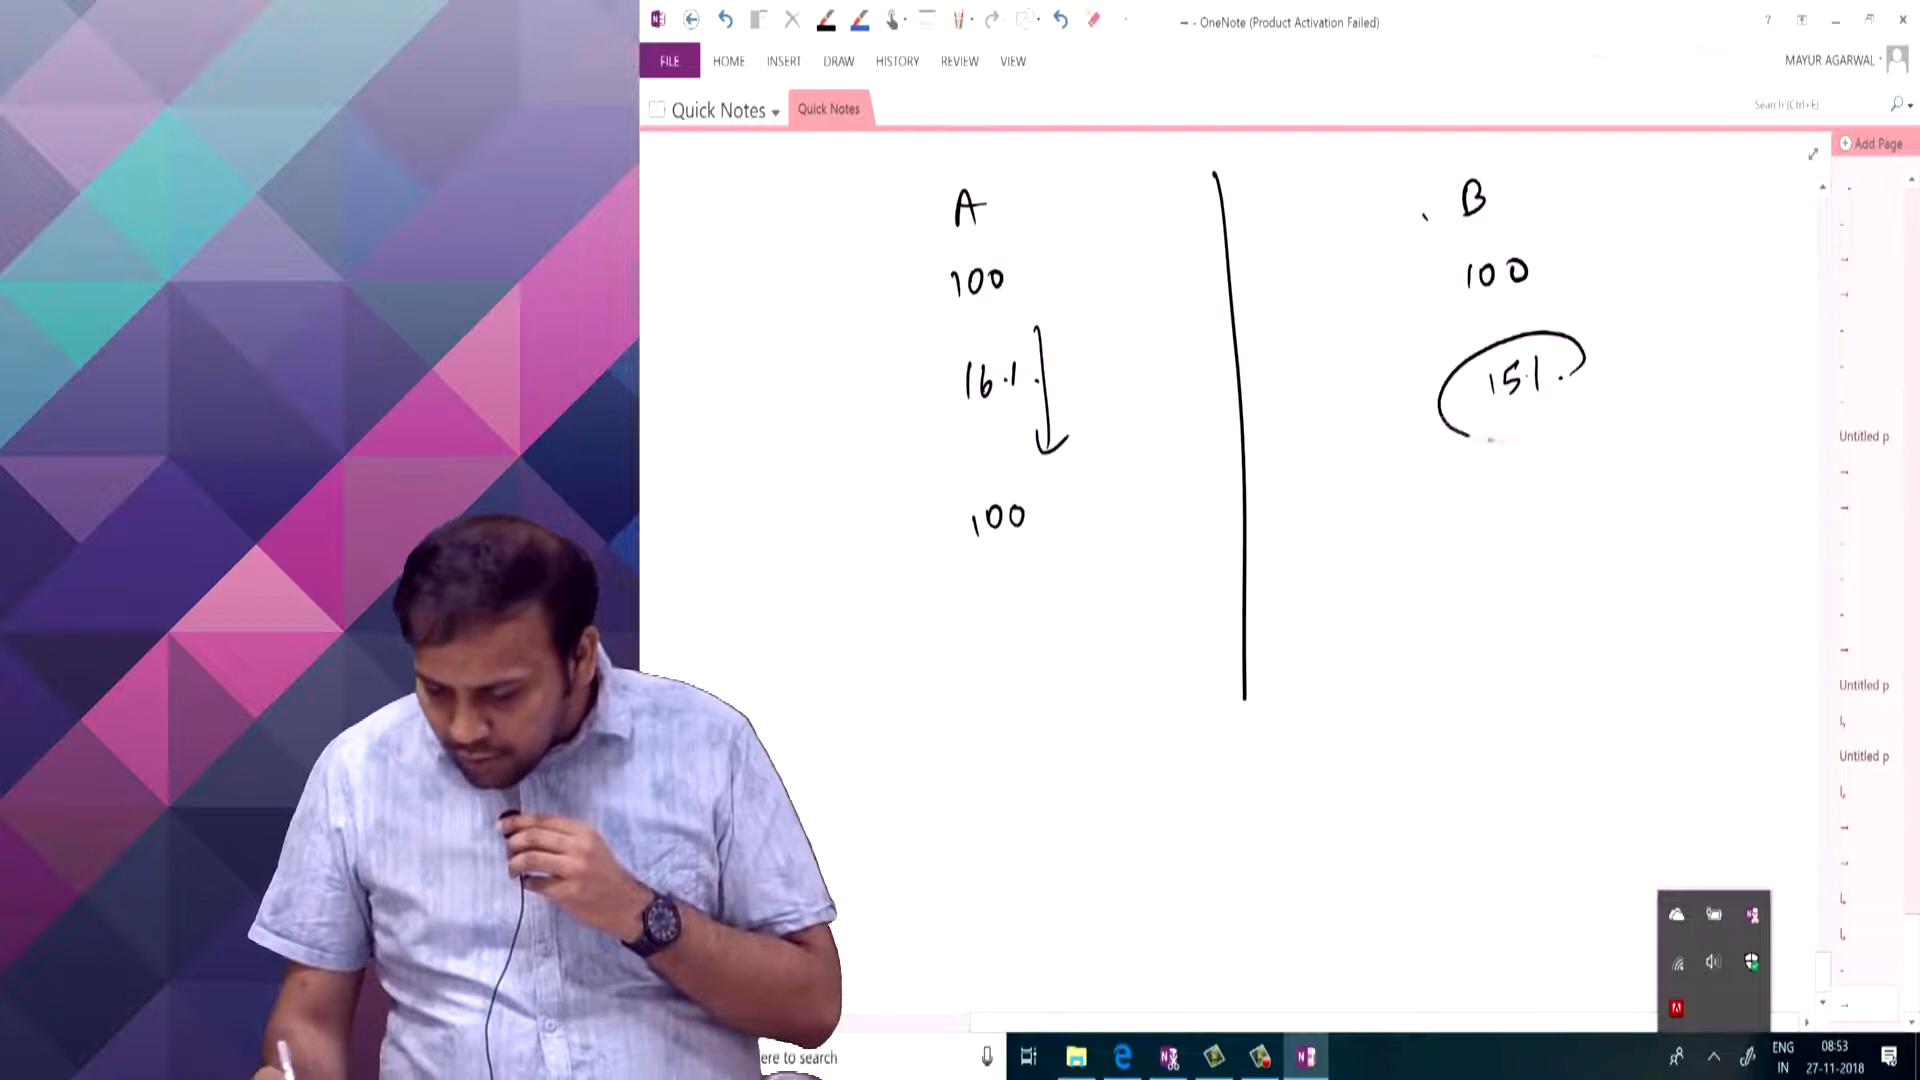 - OneNote (Product Activation Failed)
?
FILE HOME INSERT DRAW HISTORY REVIEW VIEW
MAYUR AGARWAL
Quick Notes
Quick Notes
Search (Ctrl+E)
Add Page
A
100
16%
100
B
100
15%
Untitled p
Untitled p
Untitled p
ere to search
ENG
IN
08:53
27-11-2018